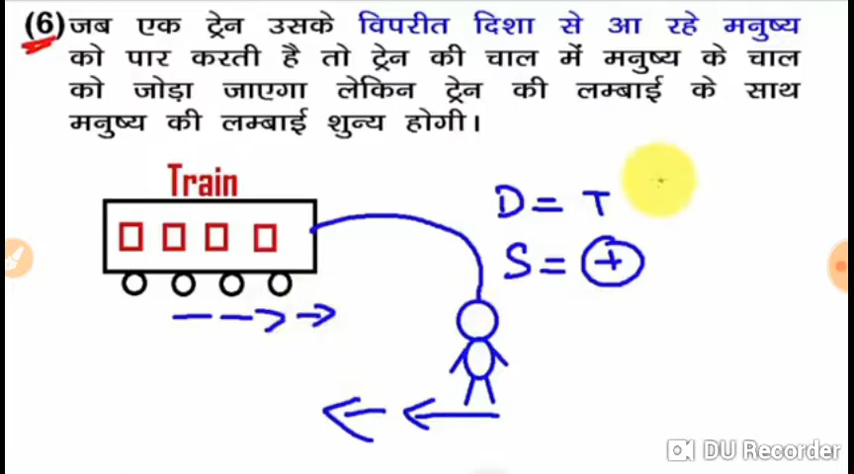 (6) जब एक ट्रेन उसके विपरीत दिशा से आ रहे मनुष्य
को पार करती है तो ट्रेन की चाल में मनुष्य के चाल
को जोड़ा जाएगा लेकिन ट्रेन की लम्बाई के साथ
मनुष्य की लम्बाई शुन्य होगी।
Train
D = T
S = +
DU Recorder